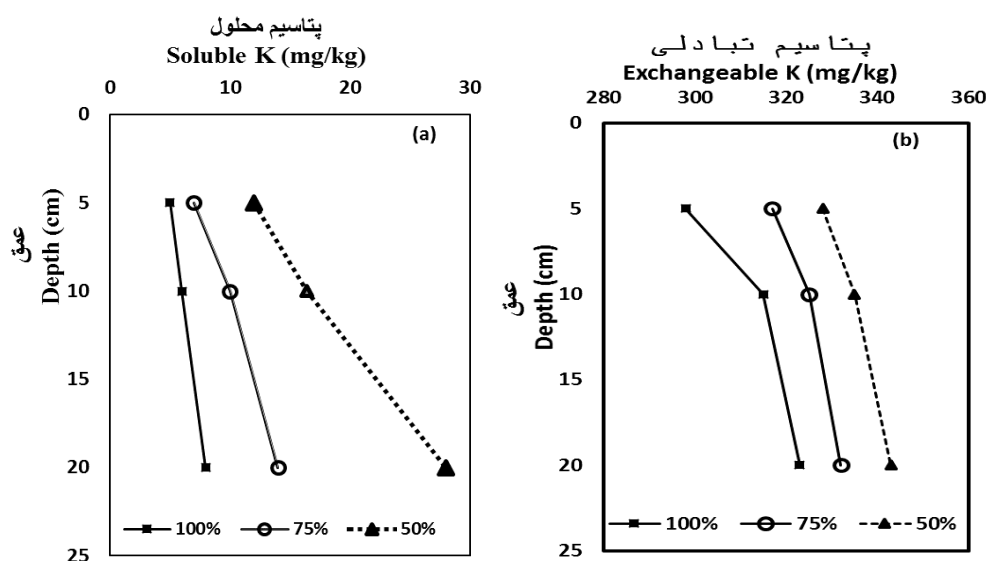 پتاسیم محلول
Soluble K (mg/kg)
0 10 20 30
0
5
10
15
20
25
عمق
Depth (cm)
(a)
100% 75% 50%
پتاسیم تبادلی
Exchangeable K (mg/kg)
280 300 320 340 360
0
5
10
15
20
25
عمق
Depth (cm)
(b)
100% 75% 50%